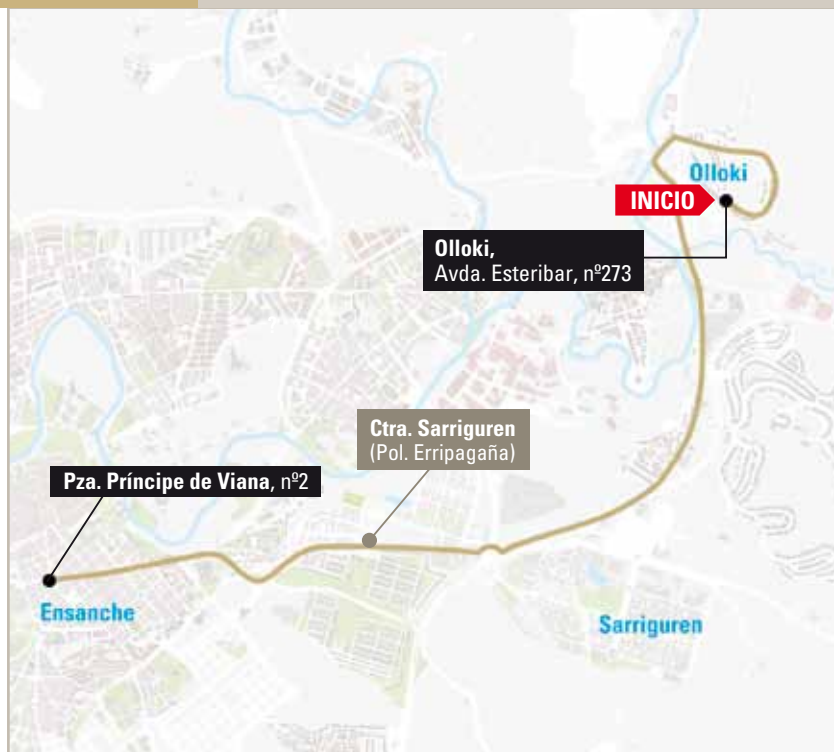 Olloki
INICIO
Olloki,
Avda. Esteribar, nº273
Ctra. Sarriguren
(Pol. Erripagaña)
Pza. Príncipe de Viana, nº2
Ensanche
Sarriguren